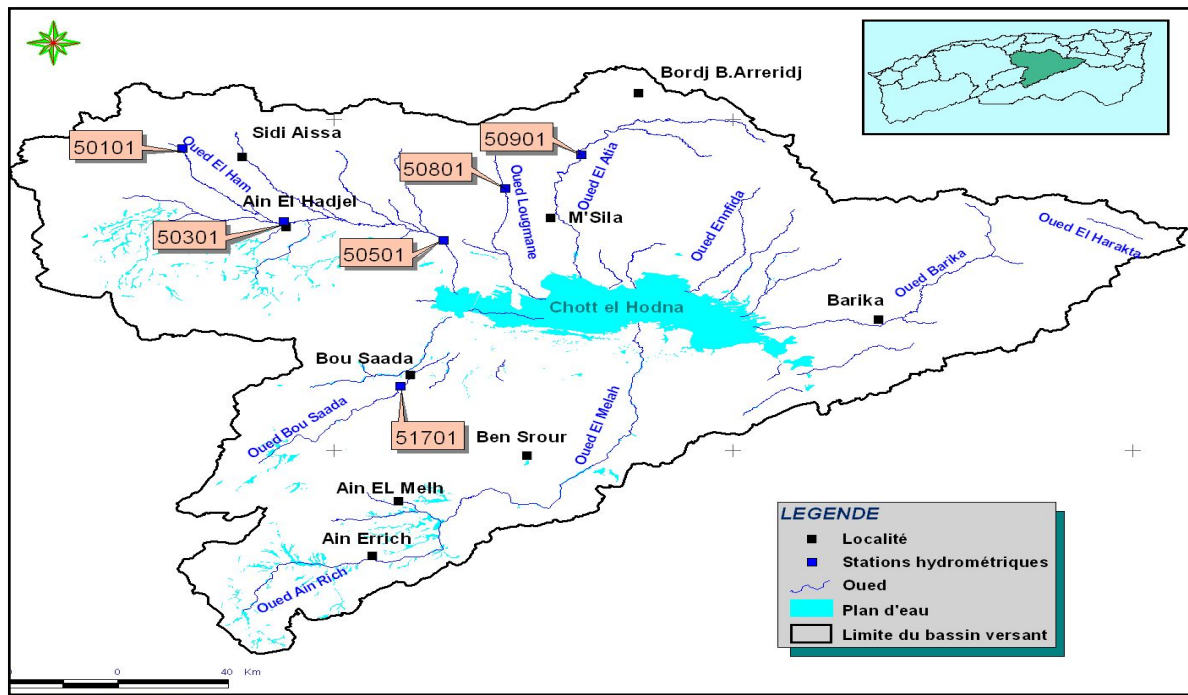 Bordj B.Arreridj
Sidi Aissa
50101
50901
50801
Oued El Ham
Oued El Atia
Ain El Hadjel
Oued Lougmane
M'Sila
50301
50501
Oued Ennfida
Oued El Harakta
Oued Barika
Chott el Hodna
Barika
Bou Saada
Oued Bou Saada
51701
Ben Srour
Oued El Melah
Ain EL Melh
Ain Errich
Oued Ain Rich
LEGENDE
Localité
Stations hydrométriques
Oued
Plan d'eau
Limite du bassin versant
0 40 Km